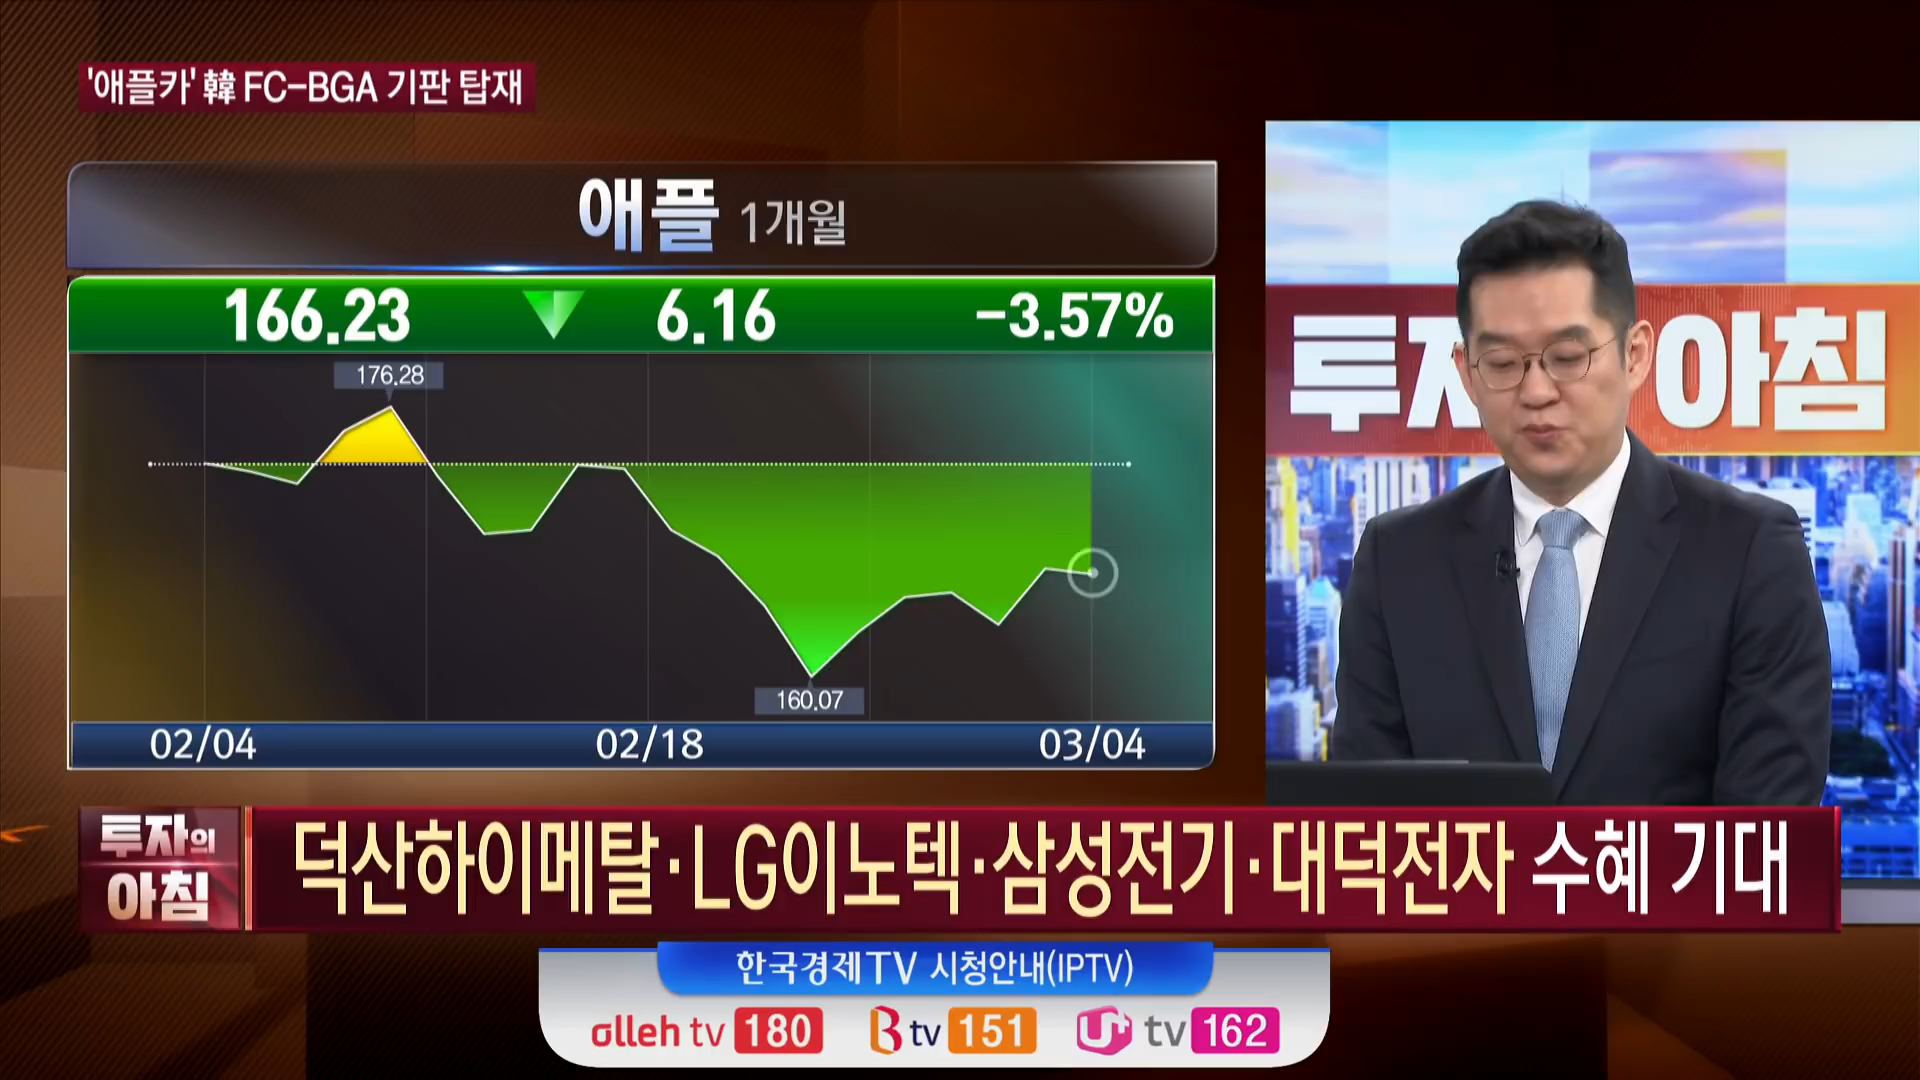 '애플카' 韓 FC-BGA 기판 탑재
애플 1개월
166.23 6.16 -3.57%
176.28
160.07
02/04 02/18 03/04
투자 아침
투자의
아침
덕산하이메탈·LG이노텍·삼성전기·대덕전자 수혜 기대
한국경제TV 시청안내(IPTV)
olleh tv 180 B tv 151 U+ tv 162